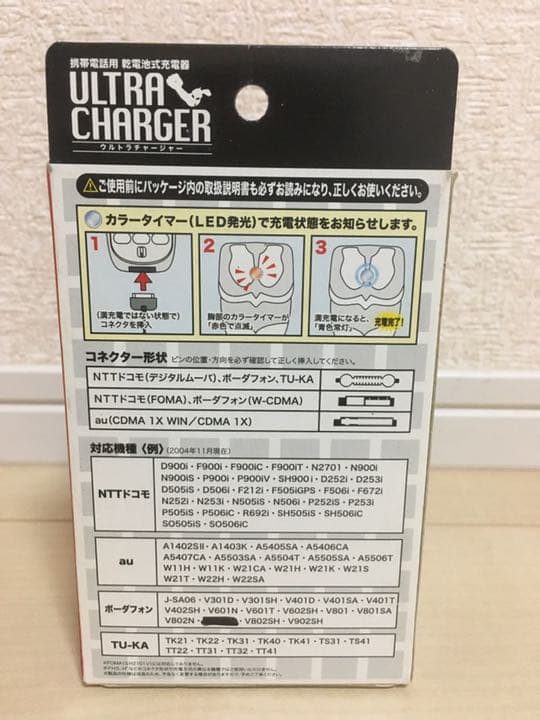 携帯電話用 乾電池式充電器
ULTRA
CHARGER
ウルトラチャージャー
⚠ご使用前にパッケージ内の取扱説明書も必ずお読みになり、正しくお使いください。
カラータイマー(LED発光)で充電状態をお知らせします。
1
(満充電ではない状態で)
コネクタを挿入
2
胸部のカラータイマーが
「赤色で点滅」
3
満充電になると、
「青色常灯」
充電完了!
コネクター形状 ピンの位置・方向を必ず確認して正しく挿入してください。
NTTドコモ(デジタルムーバ)、ボーダフォン、TU-KA
NTTドコモ(FOMA)、ボーダフォン(W-CDMA)
au(CDMA 1X WIN/CDMA 1X)
対応機種〈例〉(2004年11月現在)
NTTドコモ
D900i・F900i・F900iC・F900iT・N2701・N900i
N900iS・P900i・P900iV・SH900i・D252i・D253i
D505iS・D506i・F212i・F505iGPS・F506i・F672i
N252i・N253i・N505iS・N506i・P252iS・P253i
P505iS・P506iC・R692i・SH505iS・SH506iC
SO505iS・SO506iC
au
A1402SII・A1403K・A5405SA・A5406CA
A5407CA・A5503SA・A5504T・A5505SA・A5506T
W11H・W11K・W21CA・W21H・W21K・W21S
W21T・W22H・W22SA
ボーダフォン
J-SA06・V301D・V301SH・V401D・V401SA・V401T
V402SH・V601N・V601T・V602SH・V801・V801SA
V802N・V802SH・V902SH
TU-KA
TK21・TK22・TK31・TK40・TK41・TS31・TS41
TT22・TT31・TT32・TT41